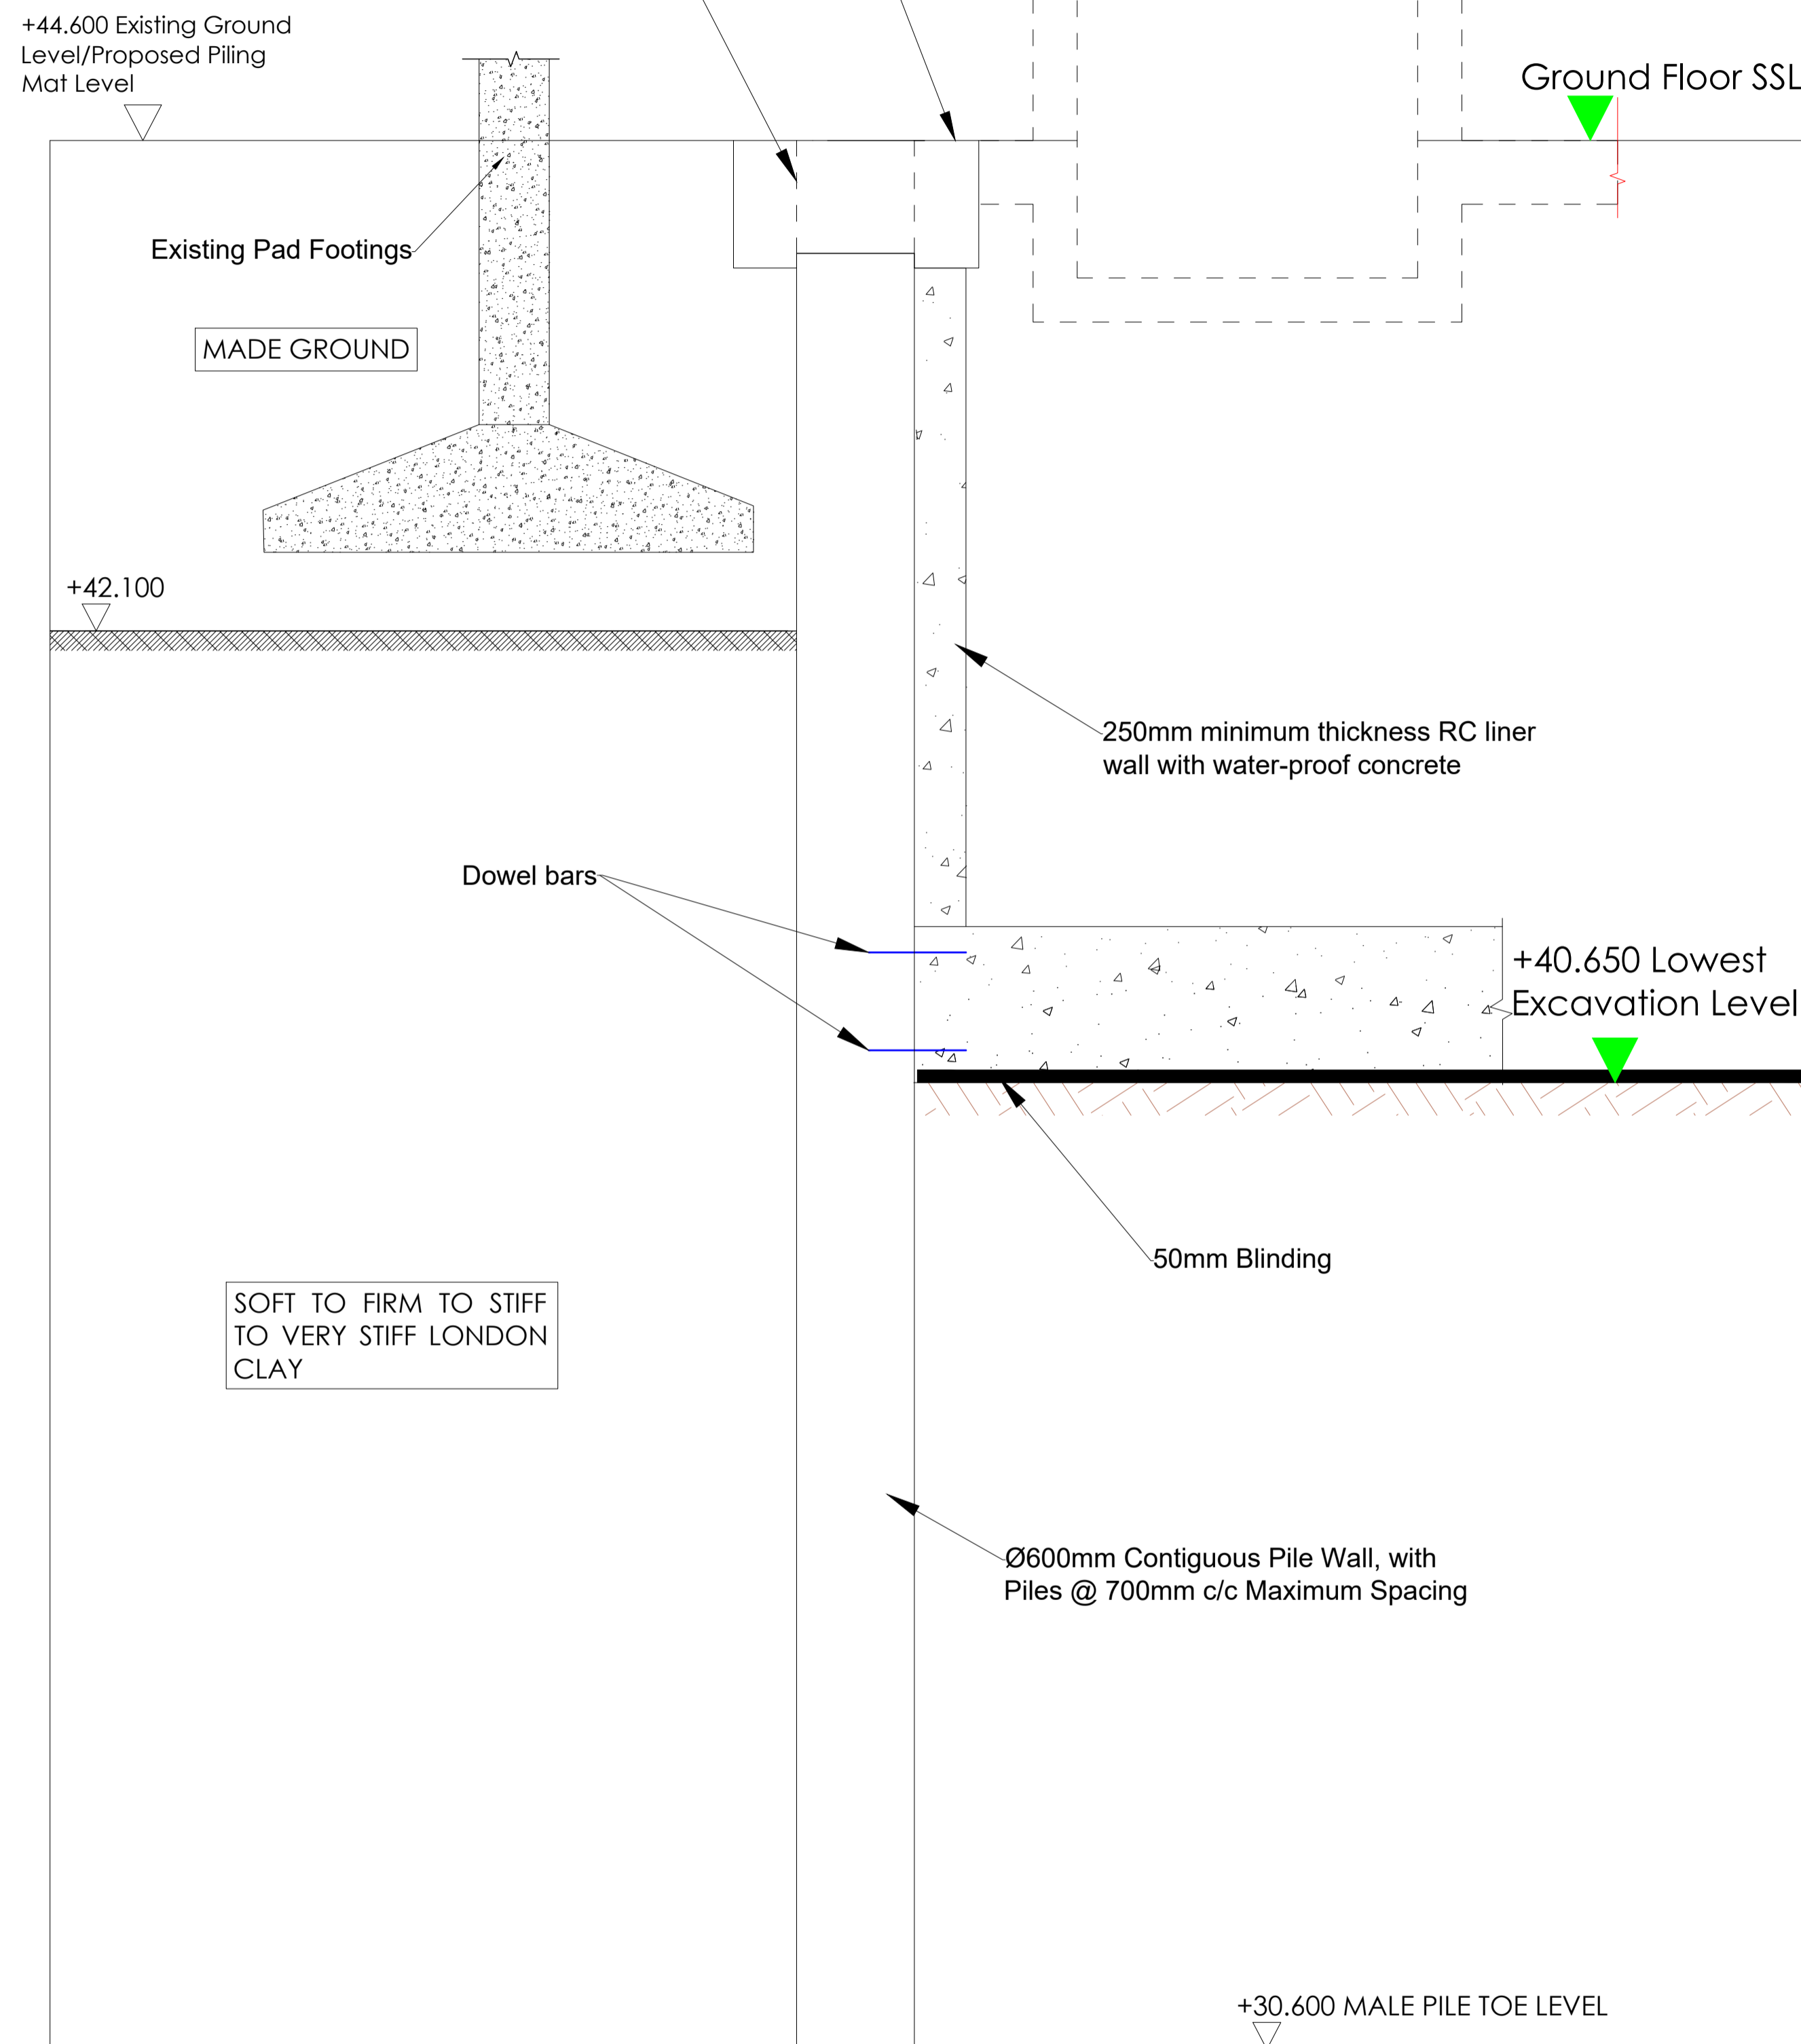 +44.600 Existing Ground
Level/Proposed Piling
Mat Level
Ground Floor SSL
Existing Pad Footings
MADE GROUND
+42.100
250mm minimum thickness RC liner
wall with water-proof concrete
Dowel bars
+40.650 Lowest
Excavation Level
50mm Blinding
SOFT TO FIRM TO STIFF
TO VERY STIFF LONDON
CLAY
Ø600mm Contiguous Pile Wall, with
Piles @ 700mm c/c Maximum Spacing
+30.600 MALE PILE TOE LEVEL